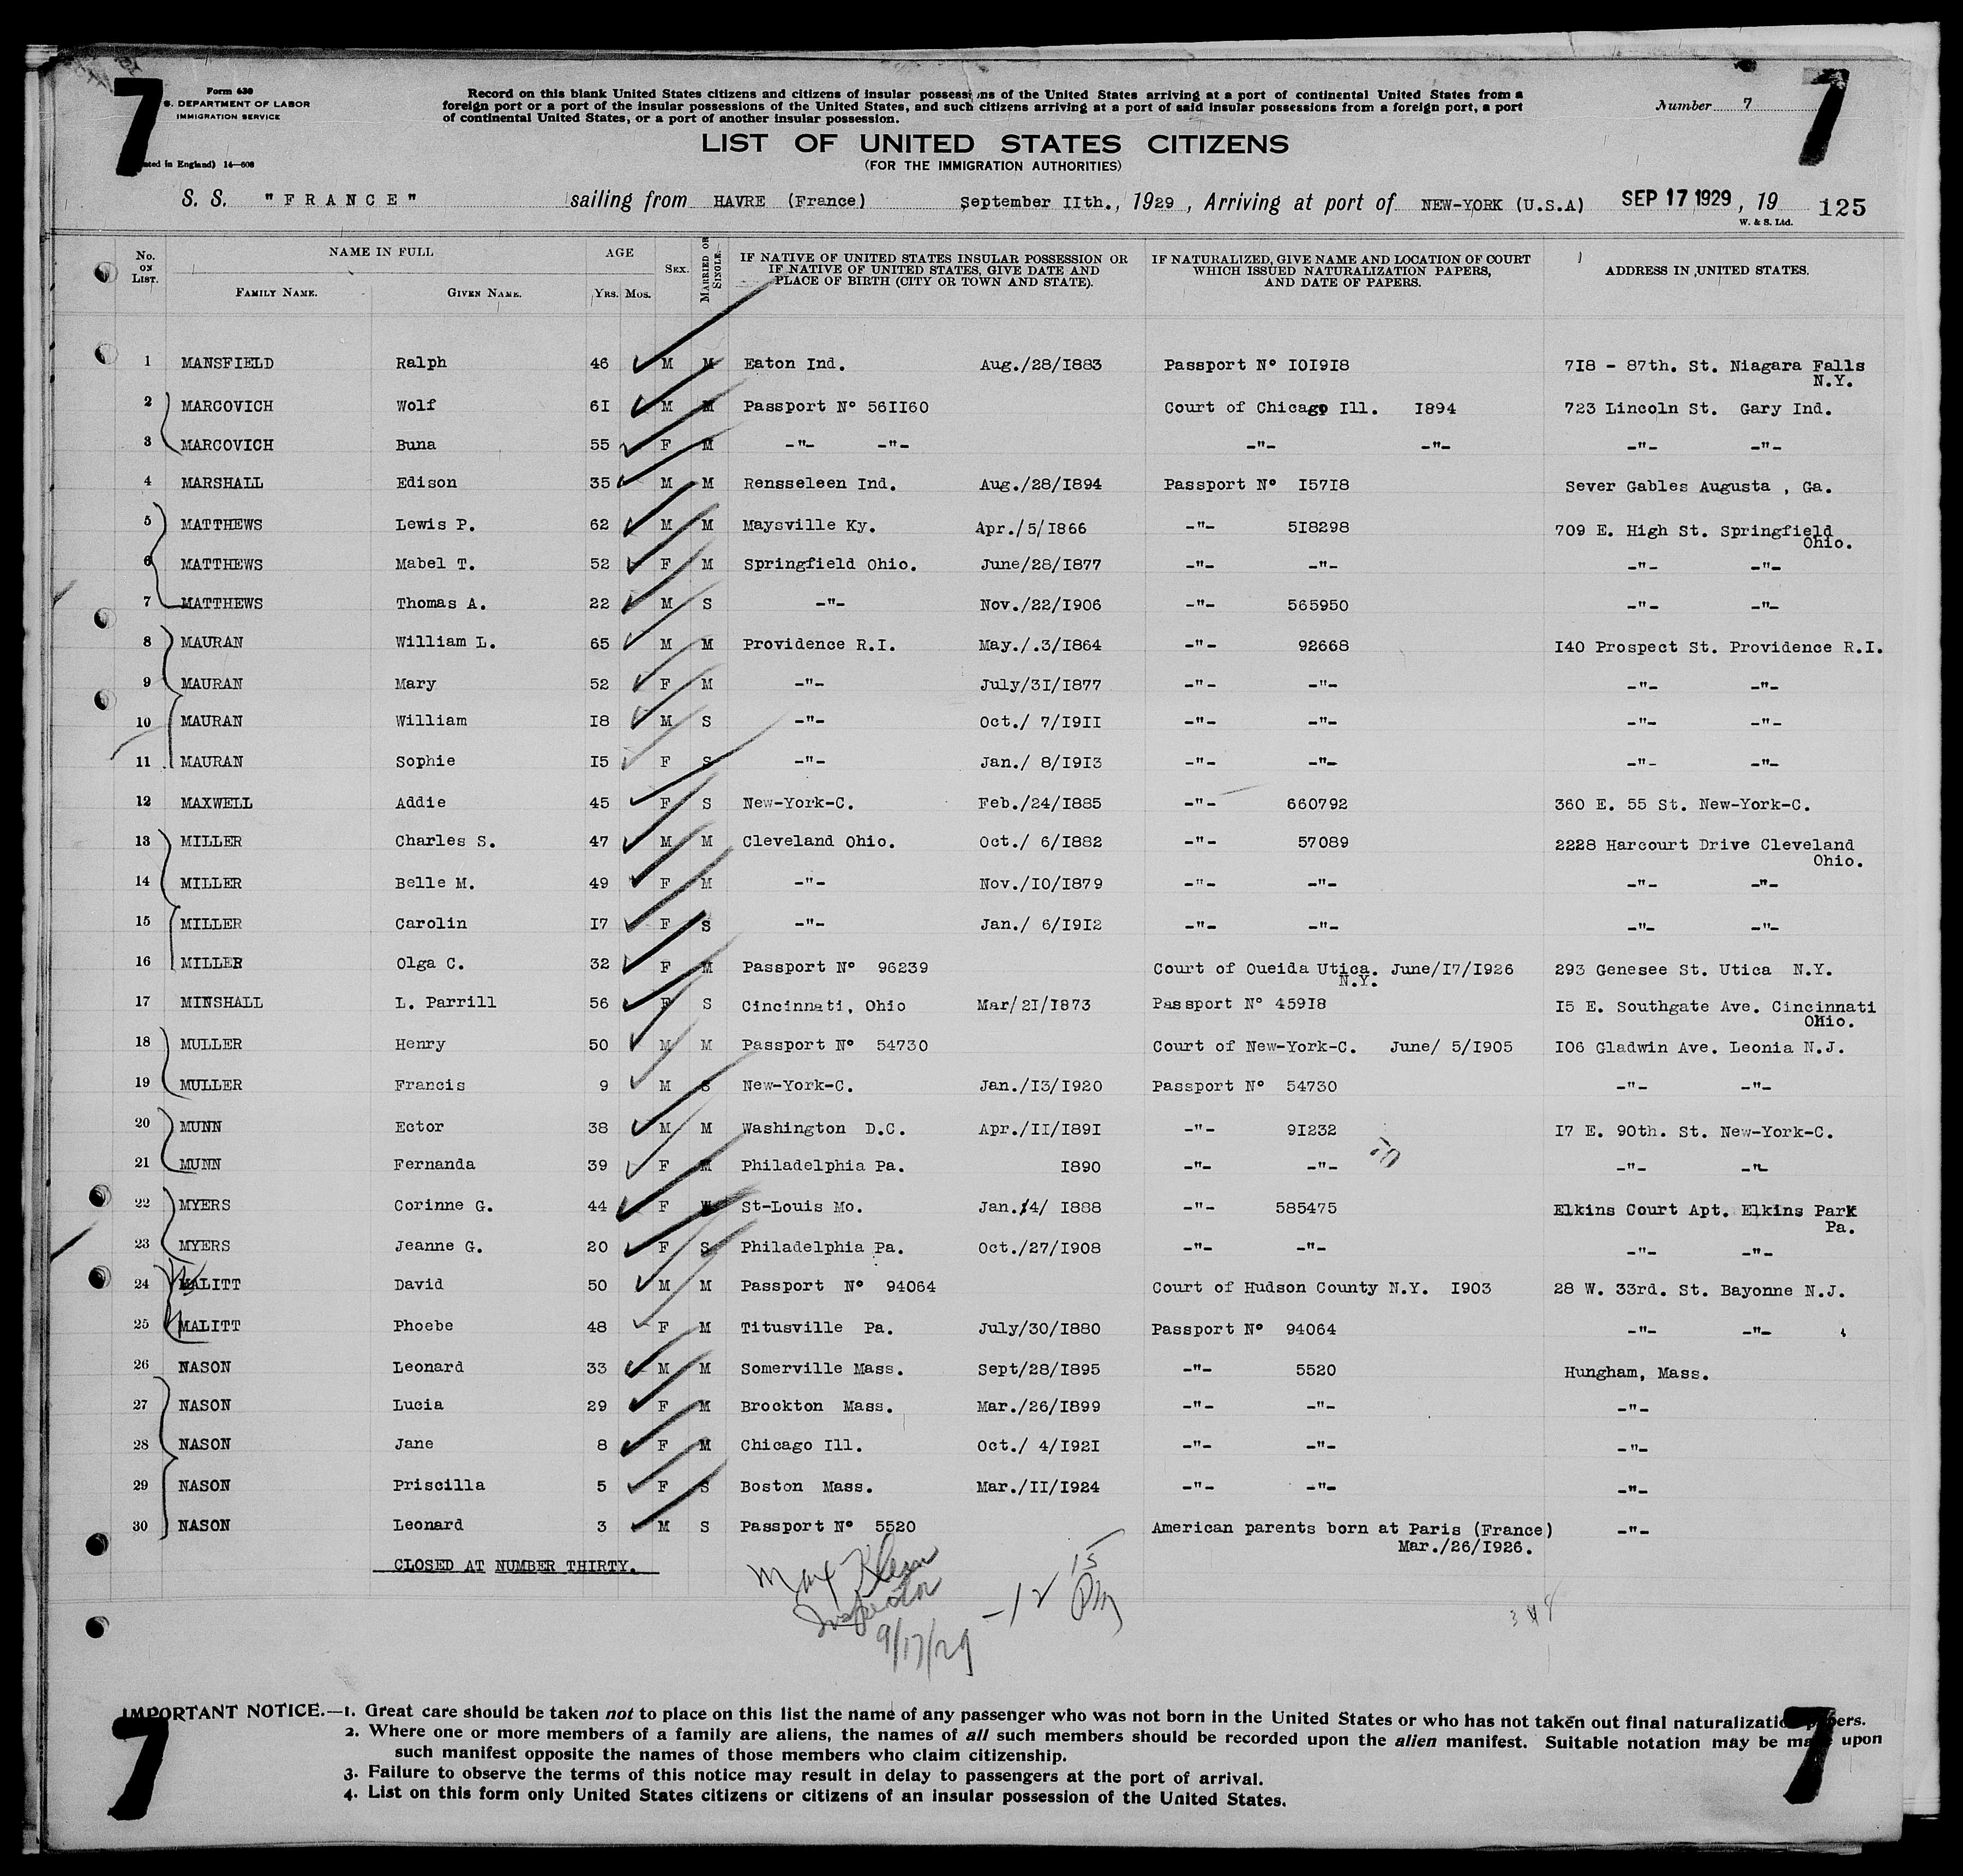 7
7
Form 630
S. DEPARTMENT OF LABOR
IMMIGRATION SERVICE
nted in England) 14—608
Record on this blank United States citizens and citizens of insular possessions of the United States arriving at a port of continental United States from a
foreign port or a port of the insular possessions of the United States, and such citizens arriving at a port of said insular possessions from a foreign port, a port
of continental United States, or a port of another insular possession.
Number 7
LIST OF UNITED STATES CITIZENS
(FOR THE IMMIGRATION AUTHORITIES)
S. S. "FRANCE" sailing from HAVRE (France) September IIth., 1929, Arriving at port of NEW-YORK (U.S.A) SEP 17 1929, 19 125
W. & S. Ltd.
No. on List. NAME IN FULL AGE Sex. Married or Single. IF NATIVE OF UNITED STATES INSULAR POSSESSION OR IF NATIVE OF UNITED STATES, GIVE DATE AND PLACE OF BIRTH (CITY OR TOWN AND STATE). IF NATURALIZED, GIVE NAME AND LOCATION OF COURT WHICH ISSUED NATURALIZATION PAPERS, AND DATE OF PAPERS. ADDRESS IN UNITED STATES.
Family Name. Given Name. Yrs. Mos.
1 MANSFIELD Ralph 46 M M Eaton Ind. Aug./28/I883 Passport N° I0I9I8 7I8 - 87th. St. Niagara Falls
N.Y.
2 MARCOVICH Wolf 6I M M Passport N° 56II60 Court of Chicago Ill. I894 723 Lincoln St. Gary Ind.
3 MARCOVICH Buna 55 F M -"- -"- -"- -"- -"- -"-
4 MARSHALL Edison 35 M M Rensseleen Ind. Aug./28/I894 Passport N° I57I8 Sever Gables Augusta , Ga.
5 MATTHEWS Lewis P. 62 M M Maysville Ky. Apr./5/I866 -"- 5I8298 709 E. High St. Springfield
Ohio.
6 MATTHEWS Mabel T. 52 F M Springfield Ohio. June/28/I877 -"- -"- -"- -"-
7 MATTHEWS Thomas A. 22 M S -"- Nov./22/I906 -"- 565950 -"- -"-
8 MAURAN William L. 65 M M Providence R.I. May./.3/I864 -"- 92668 I40 Prospect St. Providence R.I.
9 MAURAN Mary 52 F M -"- July/3I/I877 -"- -"- -"- -"-
10 MAURAN William I8 M S -"- Oct./ 7/I9II -"- -"- -"- -"-
11 MAURAN Sophie I5 F S -"- Jan./ 8/I9I3 -"- -"- -"- -"-
12 MAXWELL Addie 45 F S New-York-C. Feb./24/I885 -"- 660792 360 E. 55 St. New-York-C.
13 MILLER Charles S. 47 M M Cleveland Ohio. Oct./ 6/I882 -"- 57089 2228 Harcourt Drive Cleveland
Ohio.
14 MILLER Belle M. 49 F M -"- Nov./I0/I879 -"- -"- -"- -"-
15 MILLER Carolin I7 F S -"- Jan./ 6/I9I2 -"- -"- -"- -"-
16 MILLER Olga C. 32 F M Passport N° 96239 Court of Oueida Utica. June/I7/I926 293 Genesee St. Utica N.Y.
N.Y.
17 MINSHALL L. Parrill 56 F S Cincinnati, Ohio Mar/2I/I873 Passport N° 459I8 I5 E. Southgate Ave. Cincinnati
Ohio.
18 MULLER Henry 50 M M Passport N° 54730 Court of New-York-C. June/ 5/I905 I06 Gladwin Ave. Leonia N.J.
19 MULLER Francis 9 M S New-York-C. Jan./I3/I920 Passport N° 54730 -"- -"-
20 MUNN Ector 38 M M Washington D.C. Apr./II/I89I -"- 9I232 I7 E. 90th. St. New-York-C.
21 MUNN Fernanda 39 F M Philadelphia Pa. I890 -"- -"- -"- -"-
22 MYERS Corinne G. 44 F W St-Louis Mo. Jan./4/ I888 -"- 585475 Elkins Court Apt. Elkins Park
Pa.
23 MYERS Jeanne G. 20 F S Philadelphia Pa. Oct./27/I908 -"- -"- -"- -"-
24 MALITT David 50 M M Passport N° 94064 Court of Hudson County N.Y. I903 28 W. 33rd. St. Bayonne N.J.
25 MALITT Phoebe 48 F M Titusville Pa. July/30/I880 Passport N° 94064 -"- -"-
26 NASON Leonard 33 M M Somerville Mass. Sept/28/I895 -"- 5520 Hungham, Mass.
27 NASON Lucia 29 F M Brockton Mass. Mar./26/I899 -"- -"- -"-
28 NASON Jane 8 F M Chicago Ill. Oct./ 4/I92I -"- -"- -"-
29 NASON Priscilla 5 F S Boston Mass. Mar./II/I924 -"- -"- -"-
30 NASON Leonard 3 M S Passport N° 5520 American parents born at Paris (France) -"-
Mar./26/I926.
CLOSED AT NUMBER THIRTY.
Max Klein
Inspector
9/17/29 - 12 15 PM
IMPORTANT NOTICE.—1. Great care should be taken not to place on this list the name of any passenger who was not born in the United States or who has not taken out final naturalization papers.
2. Where one or more members of a family are aliens, the names of all such members should be recorded upon the alien manifest. Suitable notation may be made upon
such manifest opposite the names of those members who claim citizenship.
3. Failure to observe the terms of this notice may result in delay to passengers at the port of arrival.
4. List on this form only United States citizens or citizens of an insular possession of the United States.
7
7